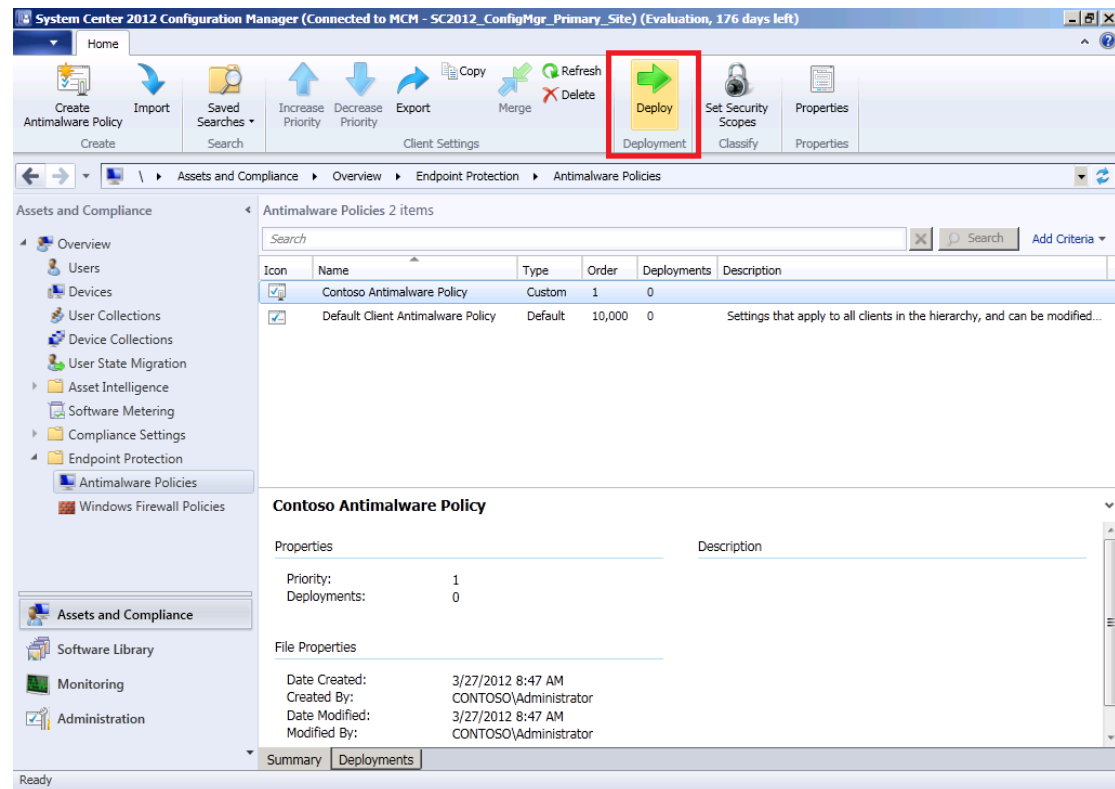 System Center 2012 Configuration Manager (Connected to MCM - SC2012_ConfigMgr_Primary_Site) (Evaluation, 176 days left)
Home
Create Antimalware Policy
Import
Saved Searches
Increase Priority
Decrease Priority
Export
Copy
Merge
Refresh
Delete
Deploy
Set Security Scopes
Properties
Create
Search
Client Settings
Deployment
Classify
Properties
\ Assets and Compliance Overview Endpoint Protection Antimalware Policies
Assets and Compliance
Overview
Users
Devices
User Collections
Device Collections
User State Migration
Asset Intelligence
Software Metering
Compliance Settings
Endpoint Protection
Antimalware Policies
Windows Firewall Policies
Assets and Compliance
Software Library
Monitoring
Administration
Antimalware Policies 2 items
Search
Search
Add Criteria
Icon Name Type Order Deployments Description
Contoso Antimalware Policy Custom 1 0
Default Client Antimalware Policy Default 10,000 0 Settings that apply to all clients in the hierarchy, and can be modified...
Contoso Antimalware Policy
Properties
Priority: 1
Deployments: 0
Description
File Properties
Date Created: 3/27/2012 8:47 AM
Created By: CONTOSO\Administrator
Date Modified: 3/27/2012 8:47 AM
Modified By: CONTOSO\Administrator
Summary Deployments
Ready